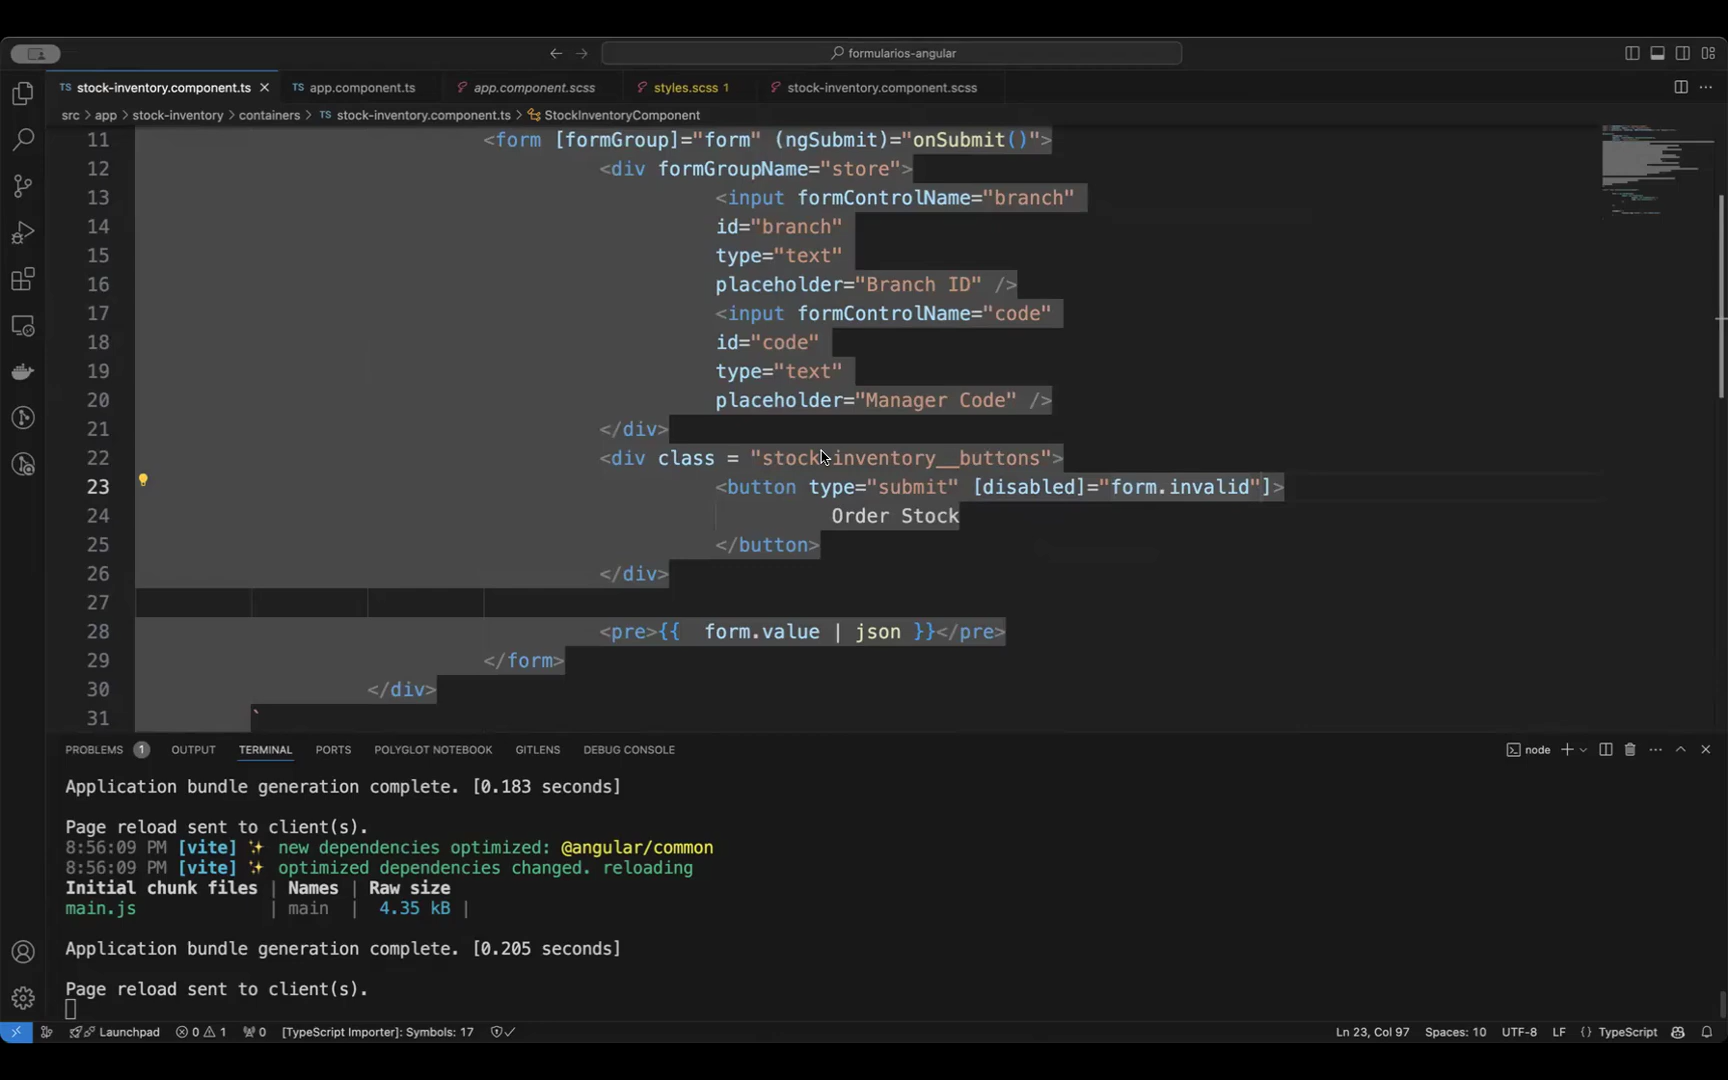 formularios-angular
TS stock-inventory.component.ts TS app.component.ts app.component.scss styles.scss 1 stock-inventory.component.scss
src > app > stock-inventory > containers > TS stock-inventory.component.ts > StockInventoryComponent
11 <form [formGroup]="form" (ngSubmit)="onSubmit()">
12 <div formGroupName="store">
13 <input formControlName="branch"
14 id="branch"
15 type="text"
16 placeholder="Branch ID" />
17 <input formControlName="code"
18 id="code"
19 type="text"
20 placeholder="Manager Code" />
21 </div>
22 <div class = "stock-inventory__buttons">
23 <button type="submit" [disabled]="form.invalid"]>
24 Order Stock
25 </button>
26 </div>
27
28 <pre>{{ form.value | json }}</pre>
29 </form>
30 </div>
31 `
PROBLEMS 1 OUTPUT TERMINAL PORTS POLYGLOT NOTEBOOK GITLENS DEBUG CONSOLE node
Application bundle generation complete. [0.183 seconds]
Page reload sent to client(s).
8:56:09 PM [vite] ✨ new dependencies optimized: @angular/common
8:56:09 PM [vite] ✨ optimized dependencies changed. reloading
Initial chunk files | Names | Raw size
main.js | main | 4.35 kB |
Application bundle generation complete. [0.205 seconds]
Page reload sent to client(s).
Launchpad 0 1 0 [TypeScript Importer]: Symbols: 17 Ln 23, Col 97 Spaces: 10 UTF-8 LF {} TypeScript